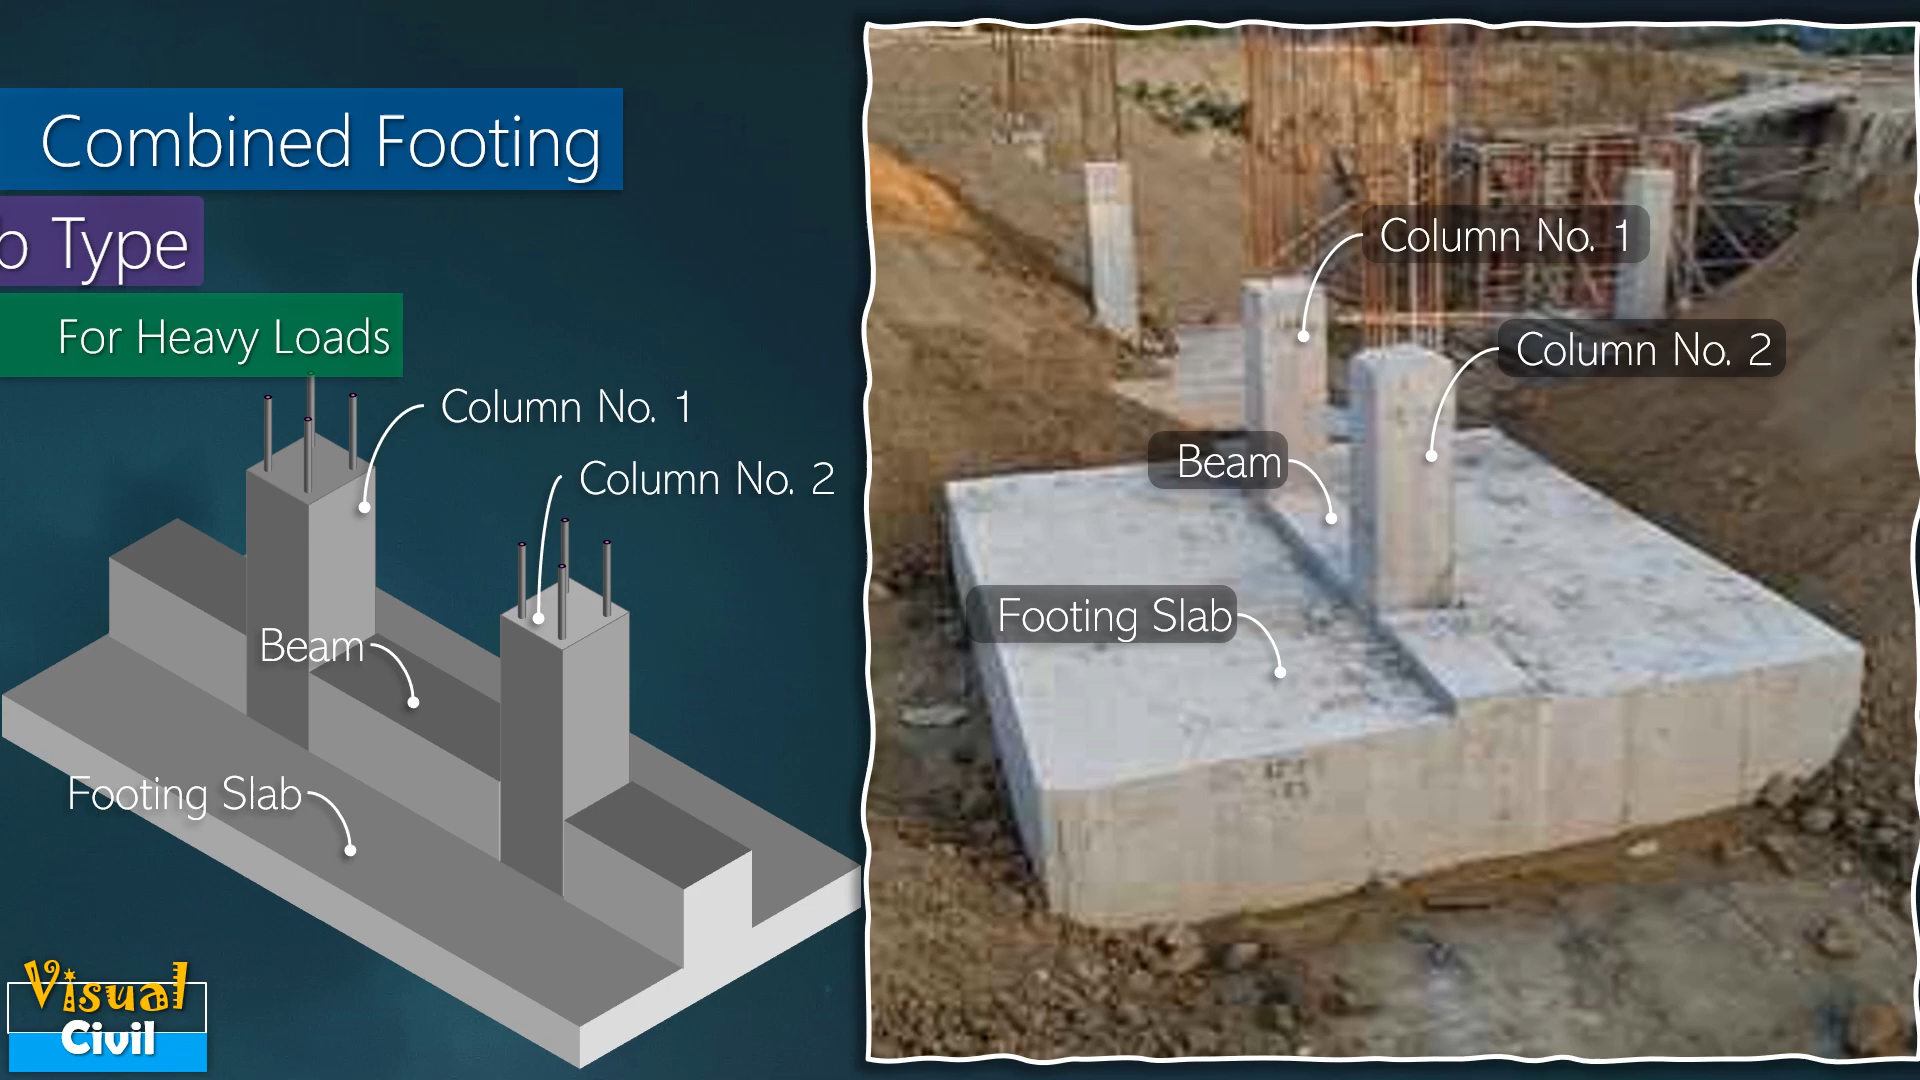 Combined Footing
b Type
For Heavy Loads
Column No. 1
Column No. 2
Beam
Footing Slab
Column No. 1
Column No. 2
Beam
Footing Slab
Visual
Civil